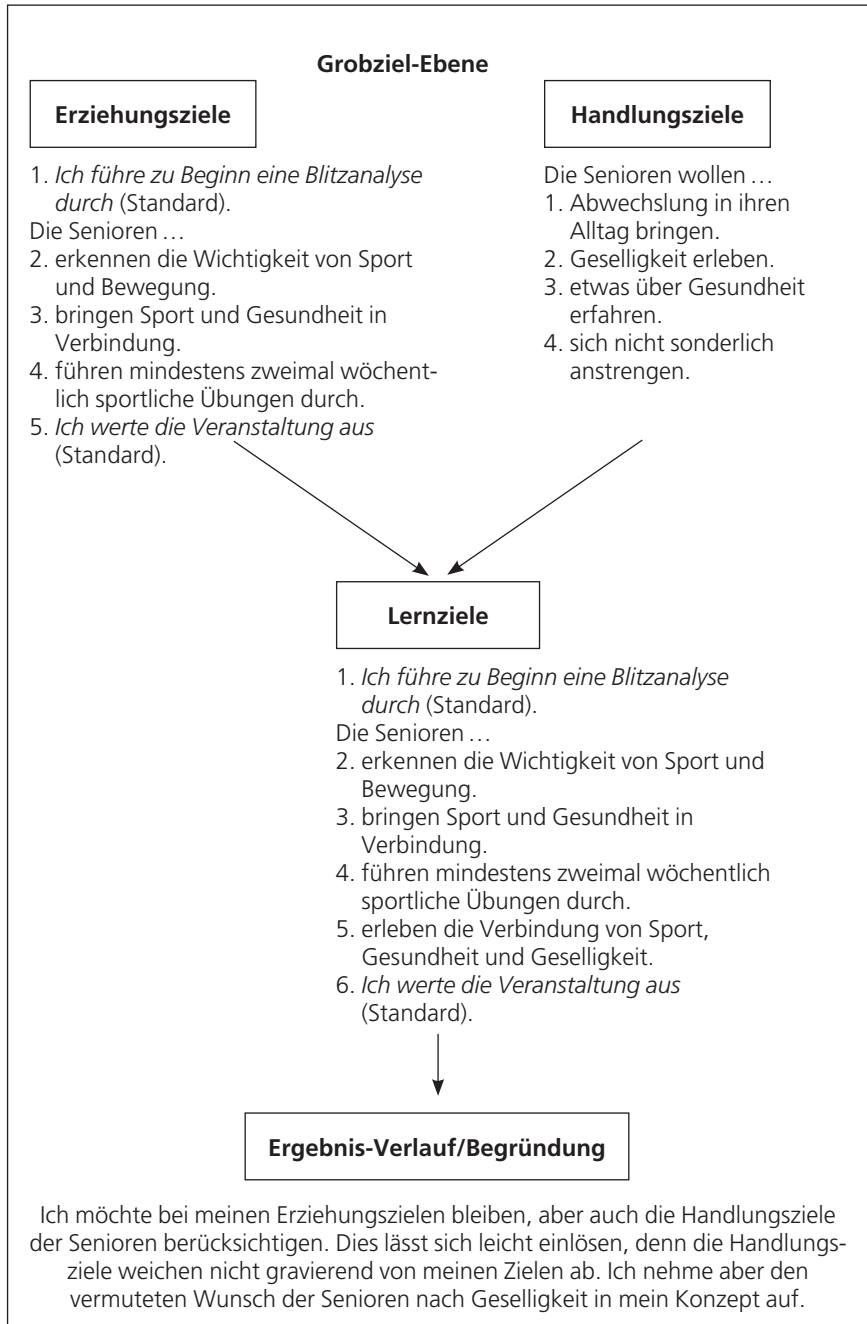 Grobziel-Ebene
Erziehungsziele
1. Ich führe zu Beginn eine Blitzanalyse
durch (Standard).
Die Senioren …
2. erkennen die Wichtigkeit von Sport
und Bewegung.
3. bringen Sport und Gesundheit in
Verbindung.
4. führen mindestens zweimal wöchent-
lich sportliche Übungen durch.
5. Ich werte die Veranstaltung aus
(Standard).
Handlungsziele
Die Senioren wollen …
1. Abwechslung in ihren
Alltag bringen.
2. Geselligkeit erleben.
3. etwas über Gesundheit
erfahren.
4. sich nicht sonderlich
anstrengen.
Lernziele
1. Ich führe zu Beginn eine Blitzanalyse
durch (Standard).
Die Senioren …
2. erkennen die Wichtigkeit von Sport und
Bewegung.
3. bringen Sport und Gesundheit in
Verbindung.
4. führen mindestens zweimal wöchentlich
sportliche Übungen durch.
5. erleben die Verbindung von Sport,
Gesundheit und Geselligkeit.
6. Ich werte die Veranstaltung aus
(Standard).
Ergebnis-Verlauf/Begründung
Ich möchte bei meinen Erziehungszielen bleiben, aber auch die Handlungsziele
der Senioren berücksichtigen. Dies lässt sich leicht einlösen, denn die Handlungs-
ziele weichen nicht gravierend von meinen Zielen ab. Ich nehme aber den
vermuteten Wunsch der Senioren nach Geselligkeit in mein Konzept auf.